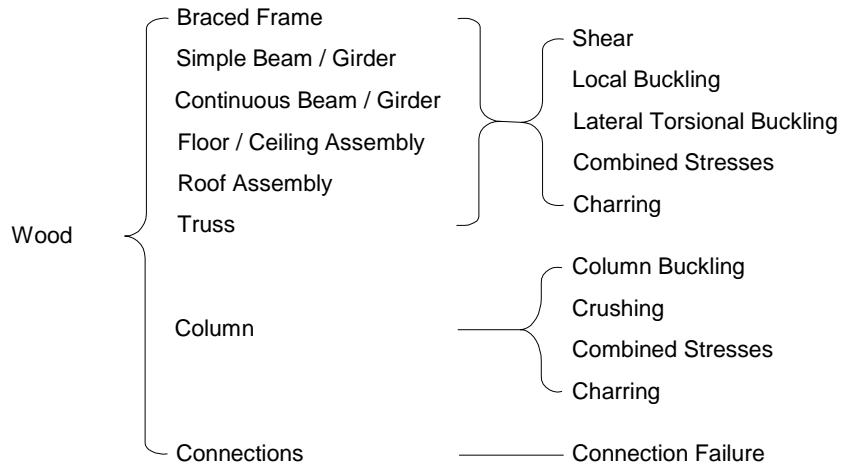 Braced Frame
Simple Beam / Girder
Continuous Beam / Girder
Floor / Ceiling Assembly
Roof Assembly
Truss
Wood
Column
Connections
Shear
Local Buckling
Lateral Torsional Buckling
Combined Stresses
Charring
Column Buckling
Crushing
Combined Stresses
Charring
Connection Failure